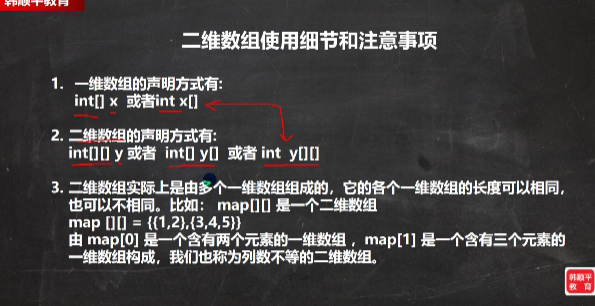 韩顺平教育
二维数组使用细节和注意事项
1. 一维数组的声明方式有:
int[] x 或者int x[]
2. 二维数组的声明方式有:
int[][] y 或者 int[] y[] 或者 int y[][]
3. 二维数组实际上是由多个一维数组组成的，它的各个一维数组的长度可以相同，
也可以不相同。比如： map[][] 是一个二维数组
map [][] = {{1,2},{3,4,5}}
由 map[0] 是一个含有两个元素的一维数组 ，map[1] 是一个含有三个元素的
一维数组构成，我们也称为列数不等的二维数组。
韩顺平
教 育